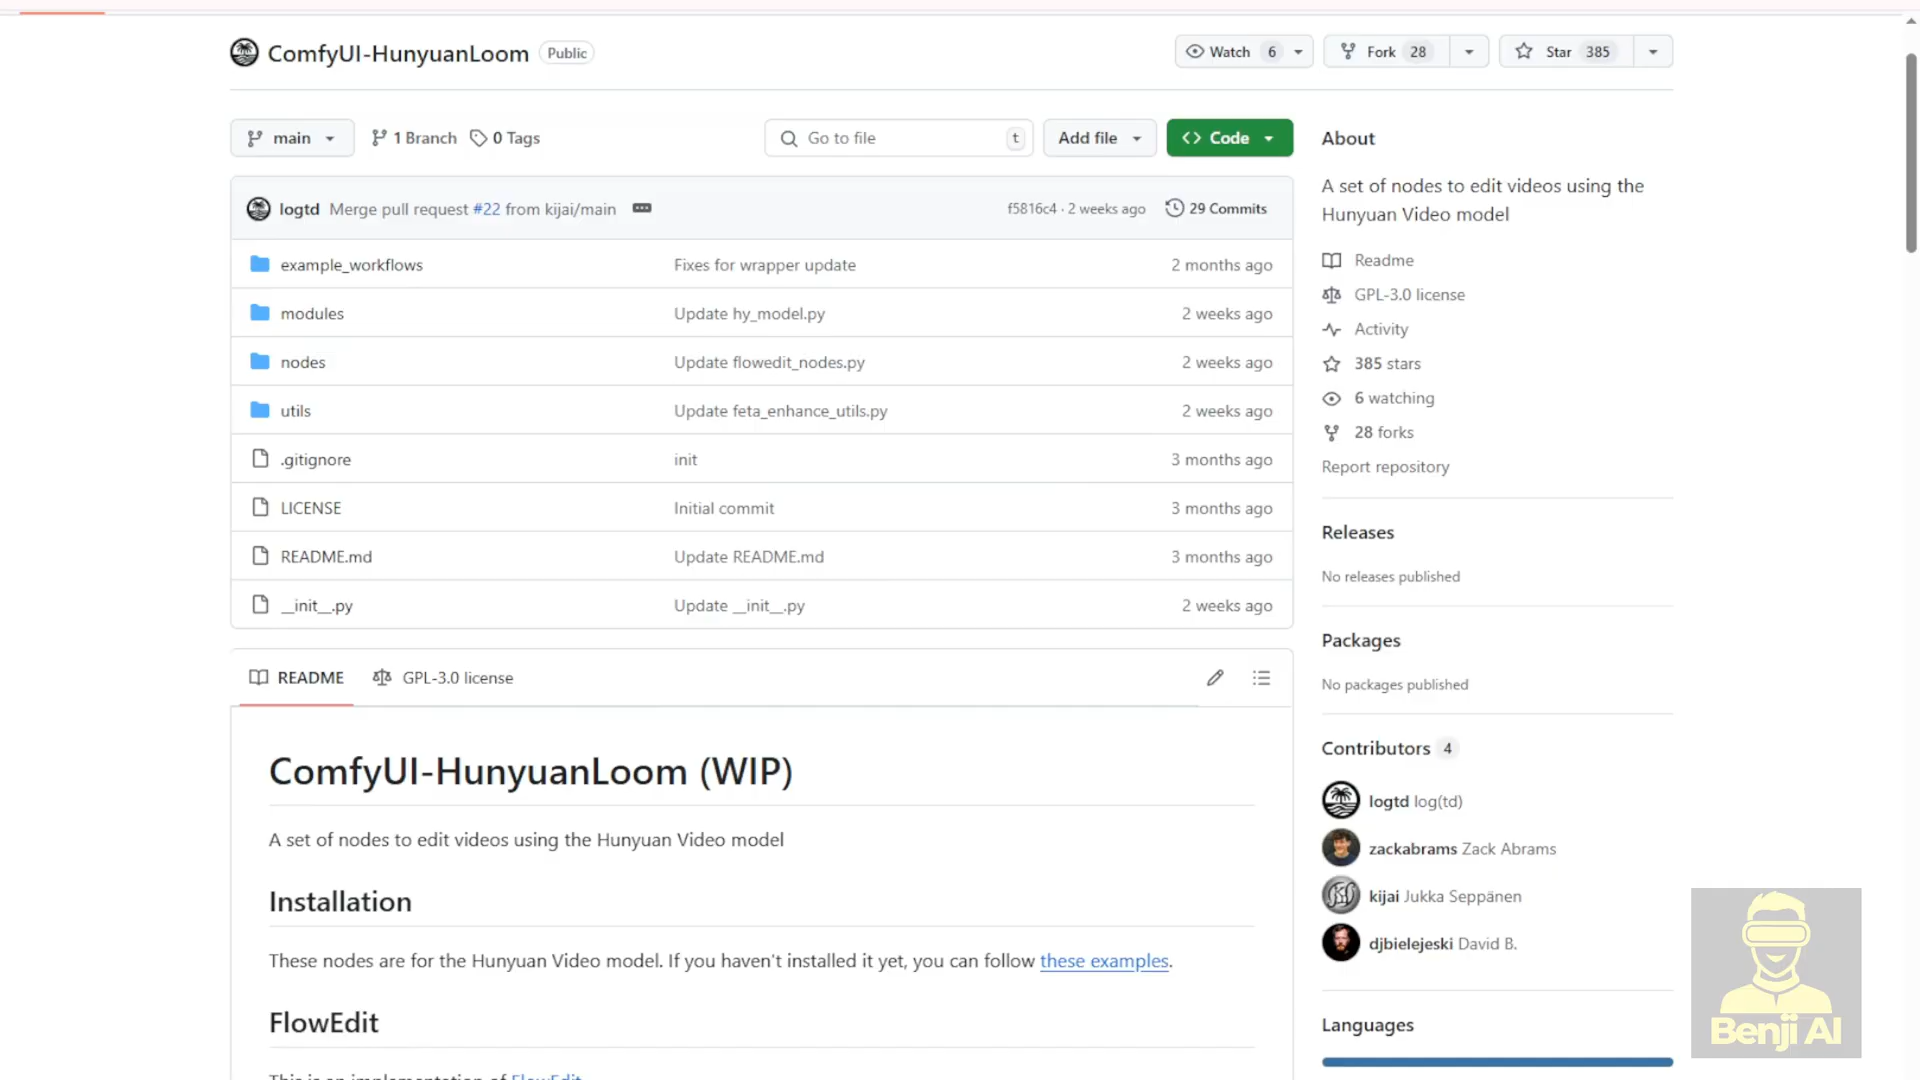 ComfyUI-HunyuanLoom Public
Watch 6
Fork 28
Star 385
main
1 Branch
0 Tags
Go to file t
Add file
Code
logtd Merge pull request #22 from kijai/main
f5816c4 · 2 weeks ago
29 Commits
example_workflows Fixes for wrapper update 2 months ago
modules Update hy_model.py 2 weeks ago
nodes Update flowedit_nodes.py 2 weeks ago
utils Update feta_enhance_utils.py 2 weeks ago
.gitignore init 3 months ago
LICENSE Initial commit 3 months ago
README.md Update README.md 3 months ago
__init__.py Update __init__.py 2 weeks ago
README
GPL-3.0 license
ComfyUI-HunyuanLoom (WIP)
A set of nodes to edit videos using the Hunyuan Video model
Installation
These nodes are for the Hunyuan Video model. If you haven't installed it yet, you can follow these examples.
FlowEdit
This is an implementation of FlowEdit
About
A set of nodes to edit videos using the
Hunyuan Video model
Readme
GPL-3.0 license
Activity
385 stars
6 watching
28 forks
Report repository
Releases
No releases published
Packages
No packages published
Contributors 4
logtd log(td)
zackabrams Zack Abrams
kijai Jukka Seppänen
djbielejeski David B.
Languages
Benji AI